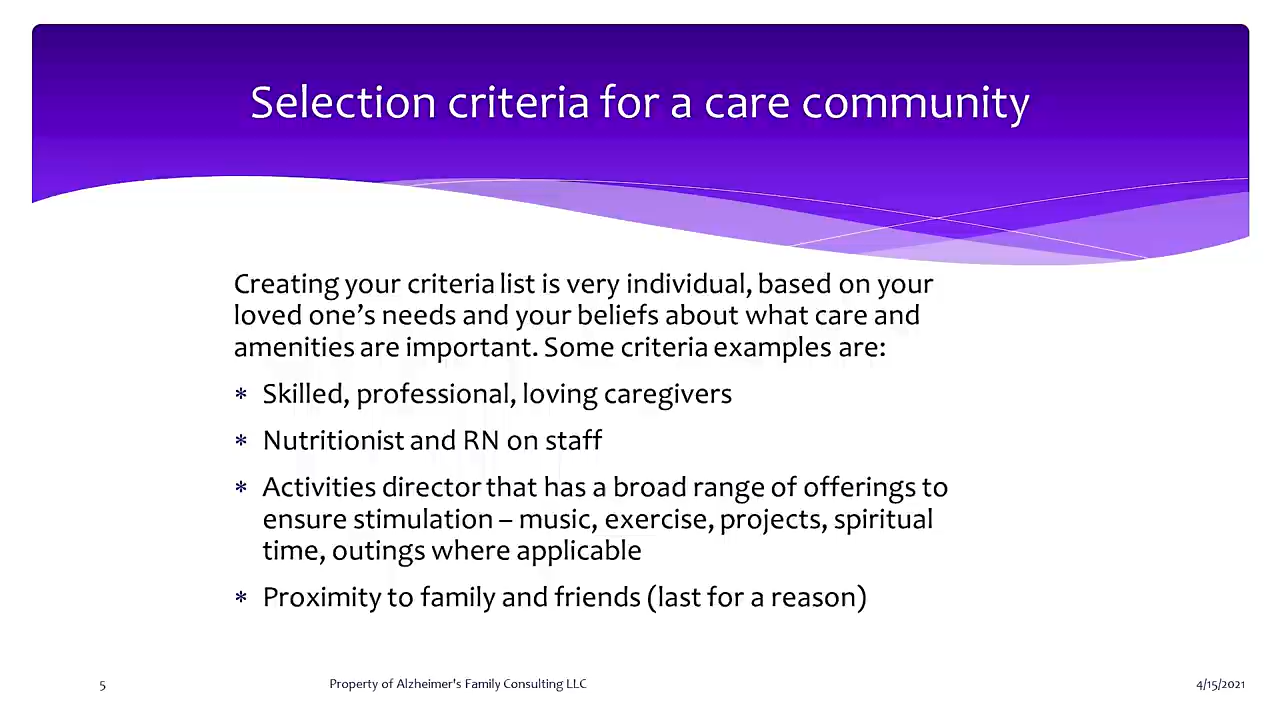 Selection criteria for a care community
Creating your criteria list is very individual, based on your
loved one’s needs and your beliefs about what care and
amenities are important. Some criteria examples are:
* Skilled, professional, loving caregivers
* Nutritionist and RN on staff
* Activities director that has a broad range of offerings to
ensure stimulation – music, exercise, projects, spiritual
time, outings where applicable
* Proximity to family and friends (last for a reason)
5 Property of Alzheimer's Family Consulting LLC 4/15/2021